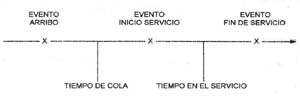 EVENTO ARRIBO
EVENTO INICIO SERVICIO
EVENTO FIN DE SERVICIO
X X X
TIEMPO DE COLA
TIEMPO EN EL SERVICIO